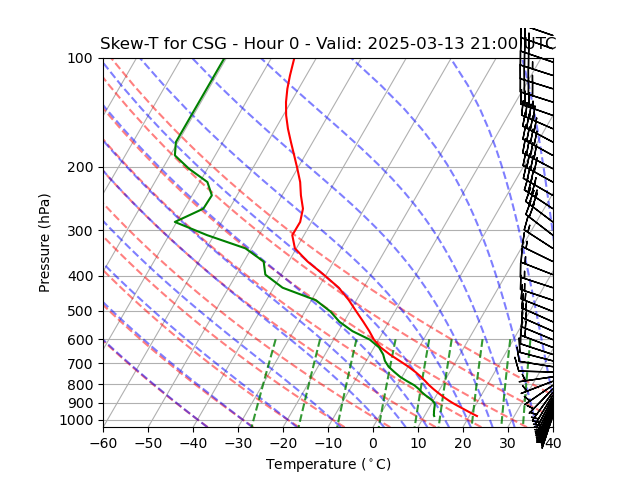 Skew-T for CSG - Hour 0 - Valid: 2025-03-13 21:00 UTC
100
200
300
400
500
600
700
800
900
1000
Pressure (hPa)
−60 −50 −40 −30 −20 −10 0 10 20 30 40
Temperature (°C)